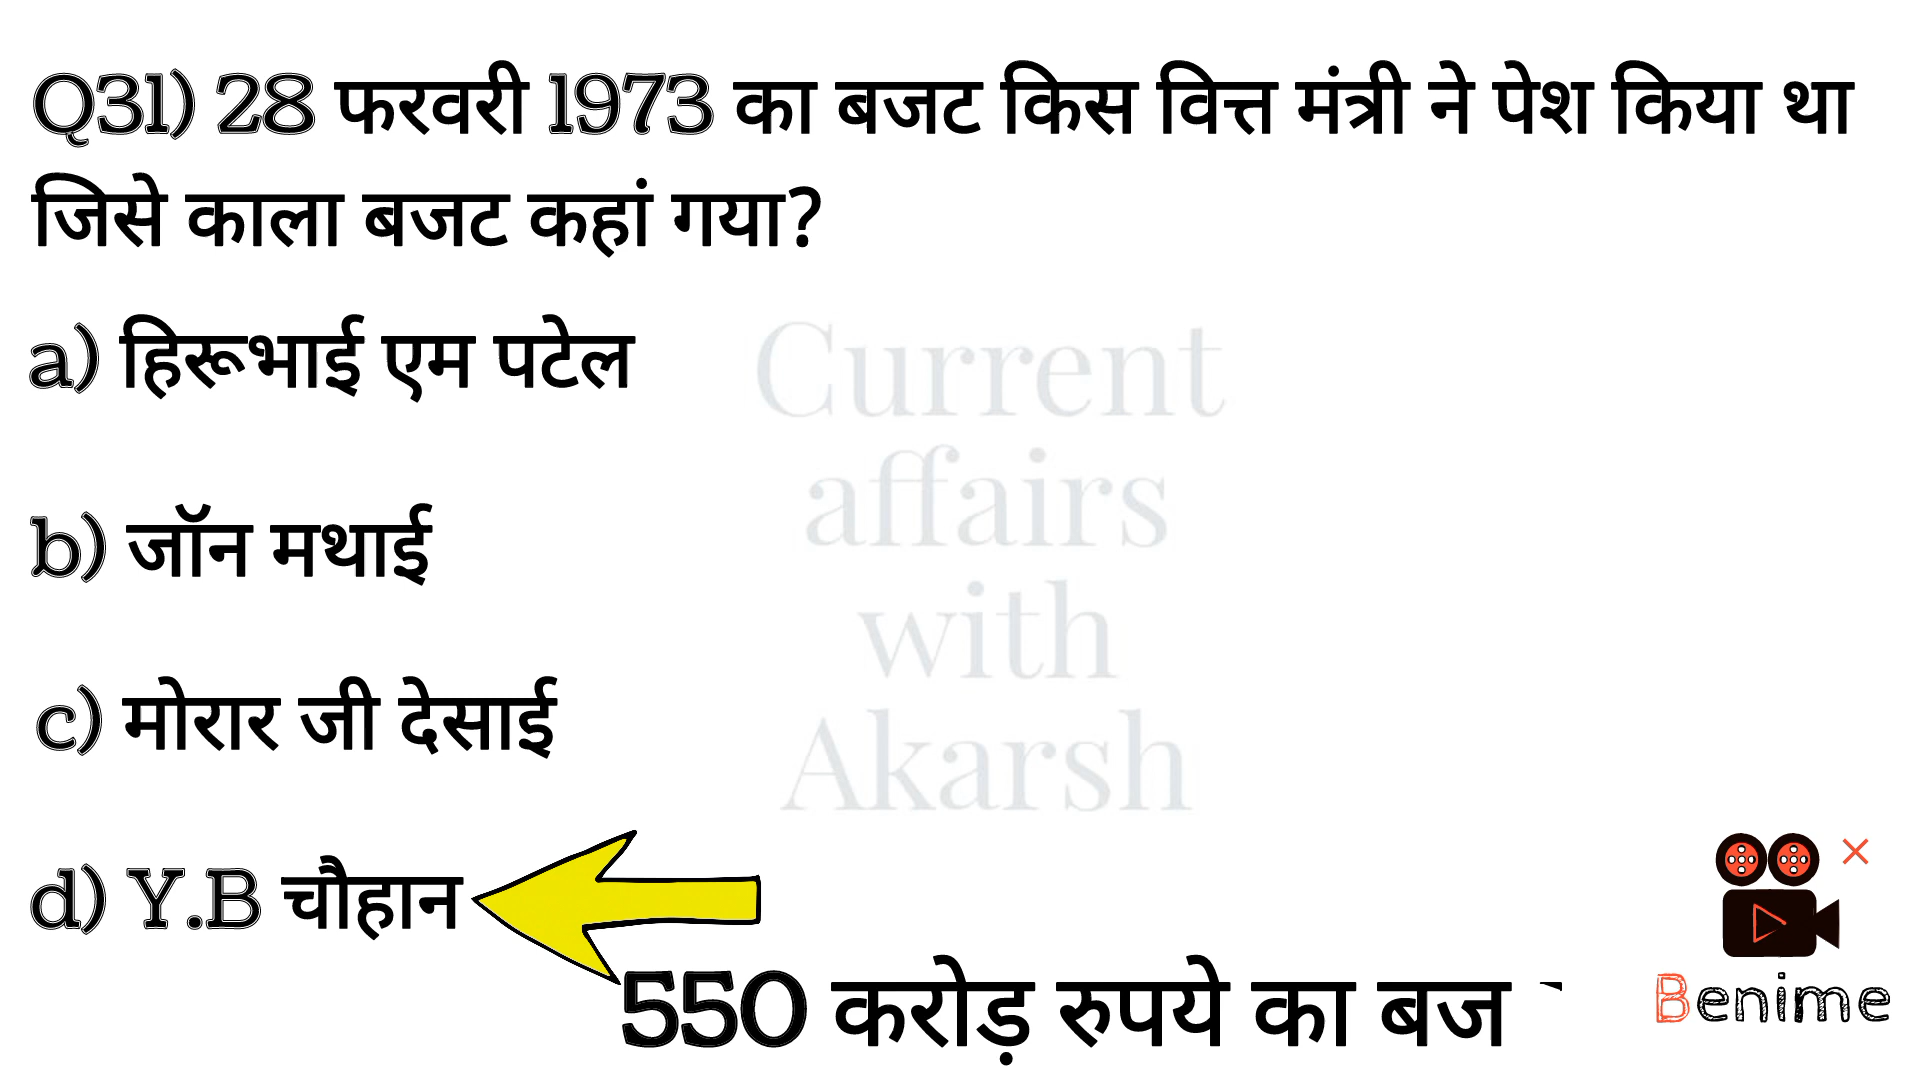 Q31) 28 फरवरी 1973 का बजट किस वित्त मंत्री ने पेश किया था
जिसे काला बजट कहां गया?
a) हिरूभाई एम पटेल
b) जॉन मथाई
c) मोरार जी देसाई
d) Y.B चौहान
550 करोड़ रुपये का बज
Current
affairs
with
Akarsh
Benime